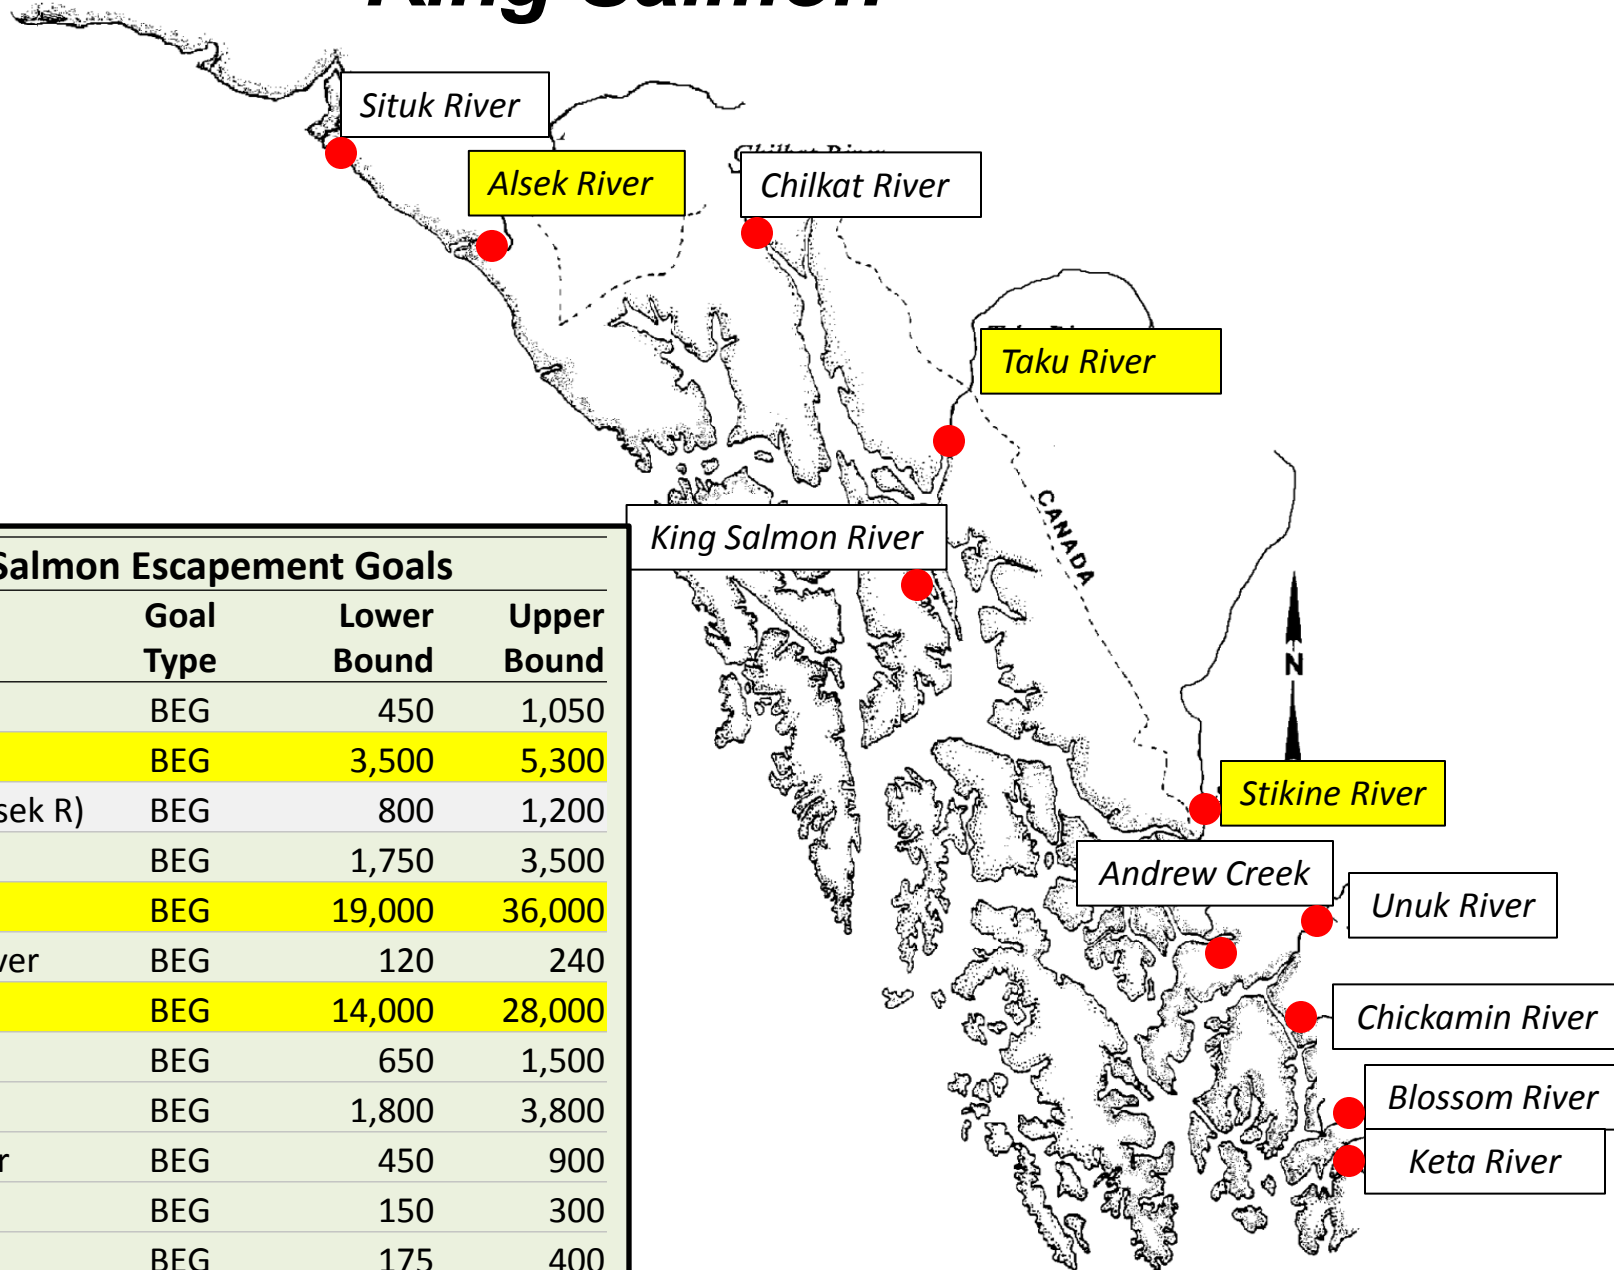 King Salmon
Situk River
Alsek River
Chilkat River
Chilkat River
Taku River
King Salmon River
CANADA
N
Stikine River
Andrew Creek
Unuk River
Chickamin River
Blossom River
Keta River
Salmon Escapement Goals
Goal Type Lower Bound Upper Bound
BEG 450 1,050
BEG 3,500 5,300
sek R) BEG 800 1,200
BEG 1,750 3,500
BEG 19,000 36,000
ver BEG 120 240
BEG 14,000 28,000
BEG 650 1,500
BEG 1,800 3,800
r BEG 450 900
BEG 150 300
BEG 175 400